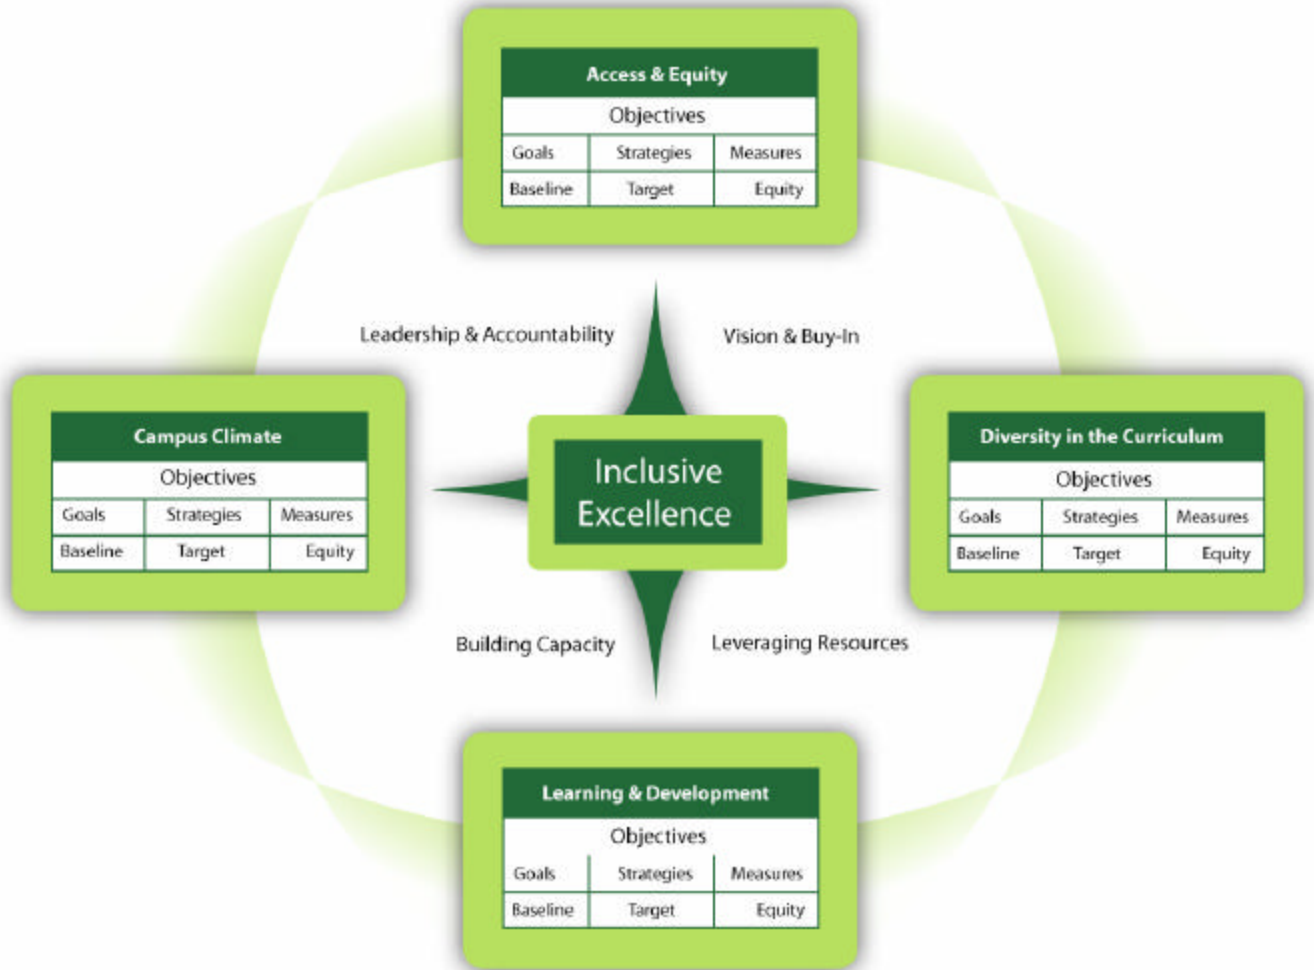 Access & Equity
Objectives
Goals Strategies Measures
Baseline Target Equity
Leadership & Accountability
Vision & Buy-In
Campus Climate
Objectives
Goals Strategies Measures
Baseline Target Equity
Inclusive
Excellence
Diversity in the Curriculum
Objectives
Goals Strategies Measures
Baseline Target Equity
Building Capacity
Leveraging Resources
Learning & Development
Objectives
Goals Strategies Measures
Baseline Target Equity